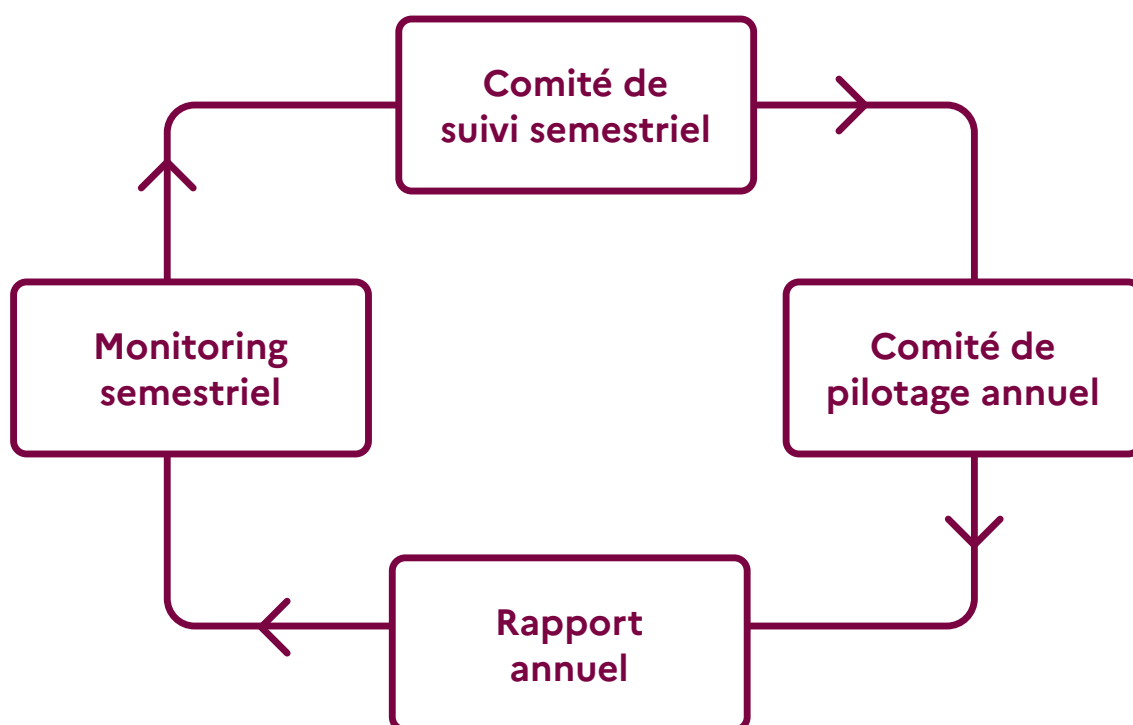 Comité de
suivi semestriel
Monitoring
semestriel
Comité de
pilotage annuel
Rapport
annuel